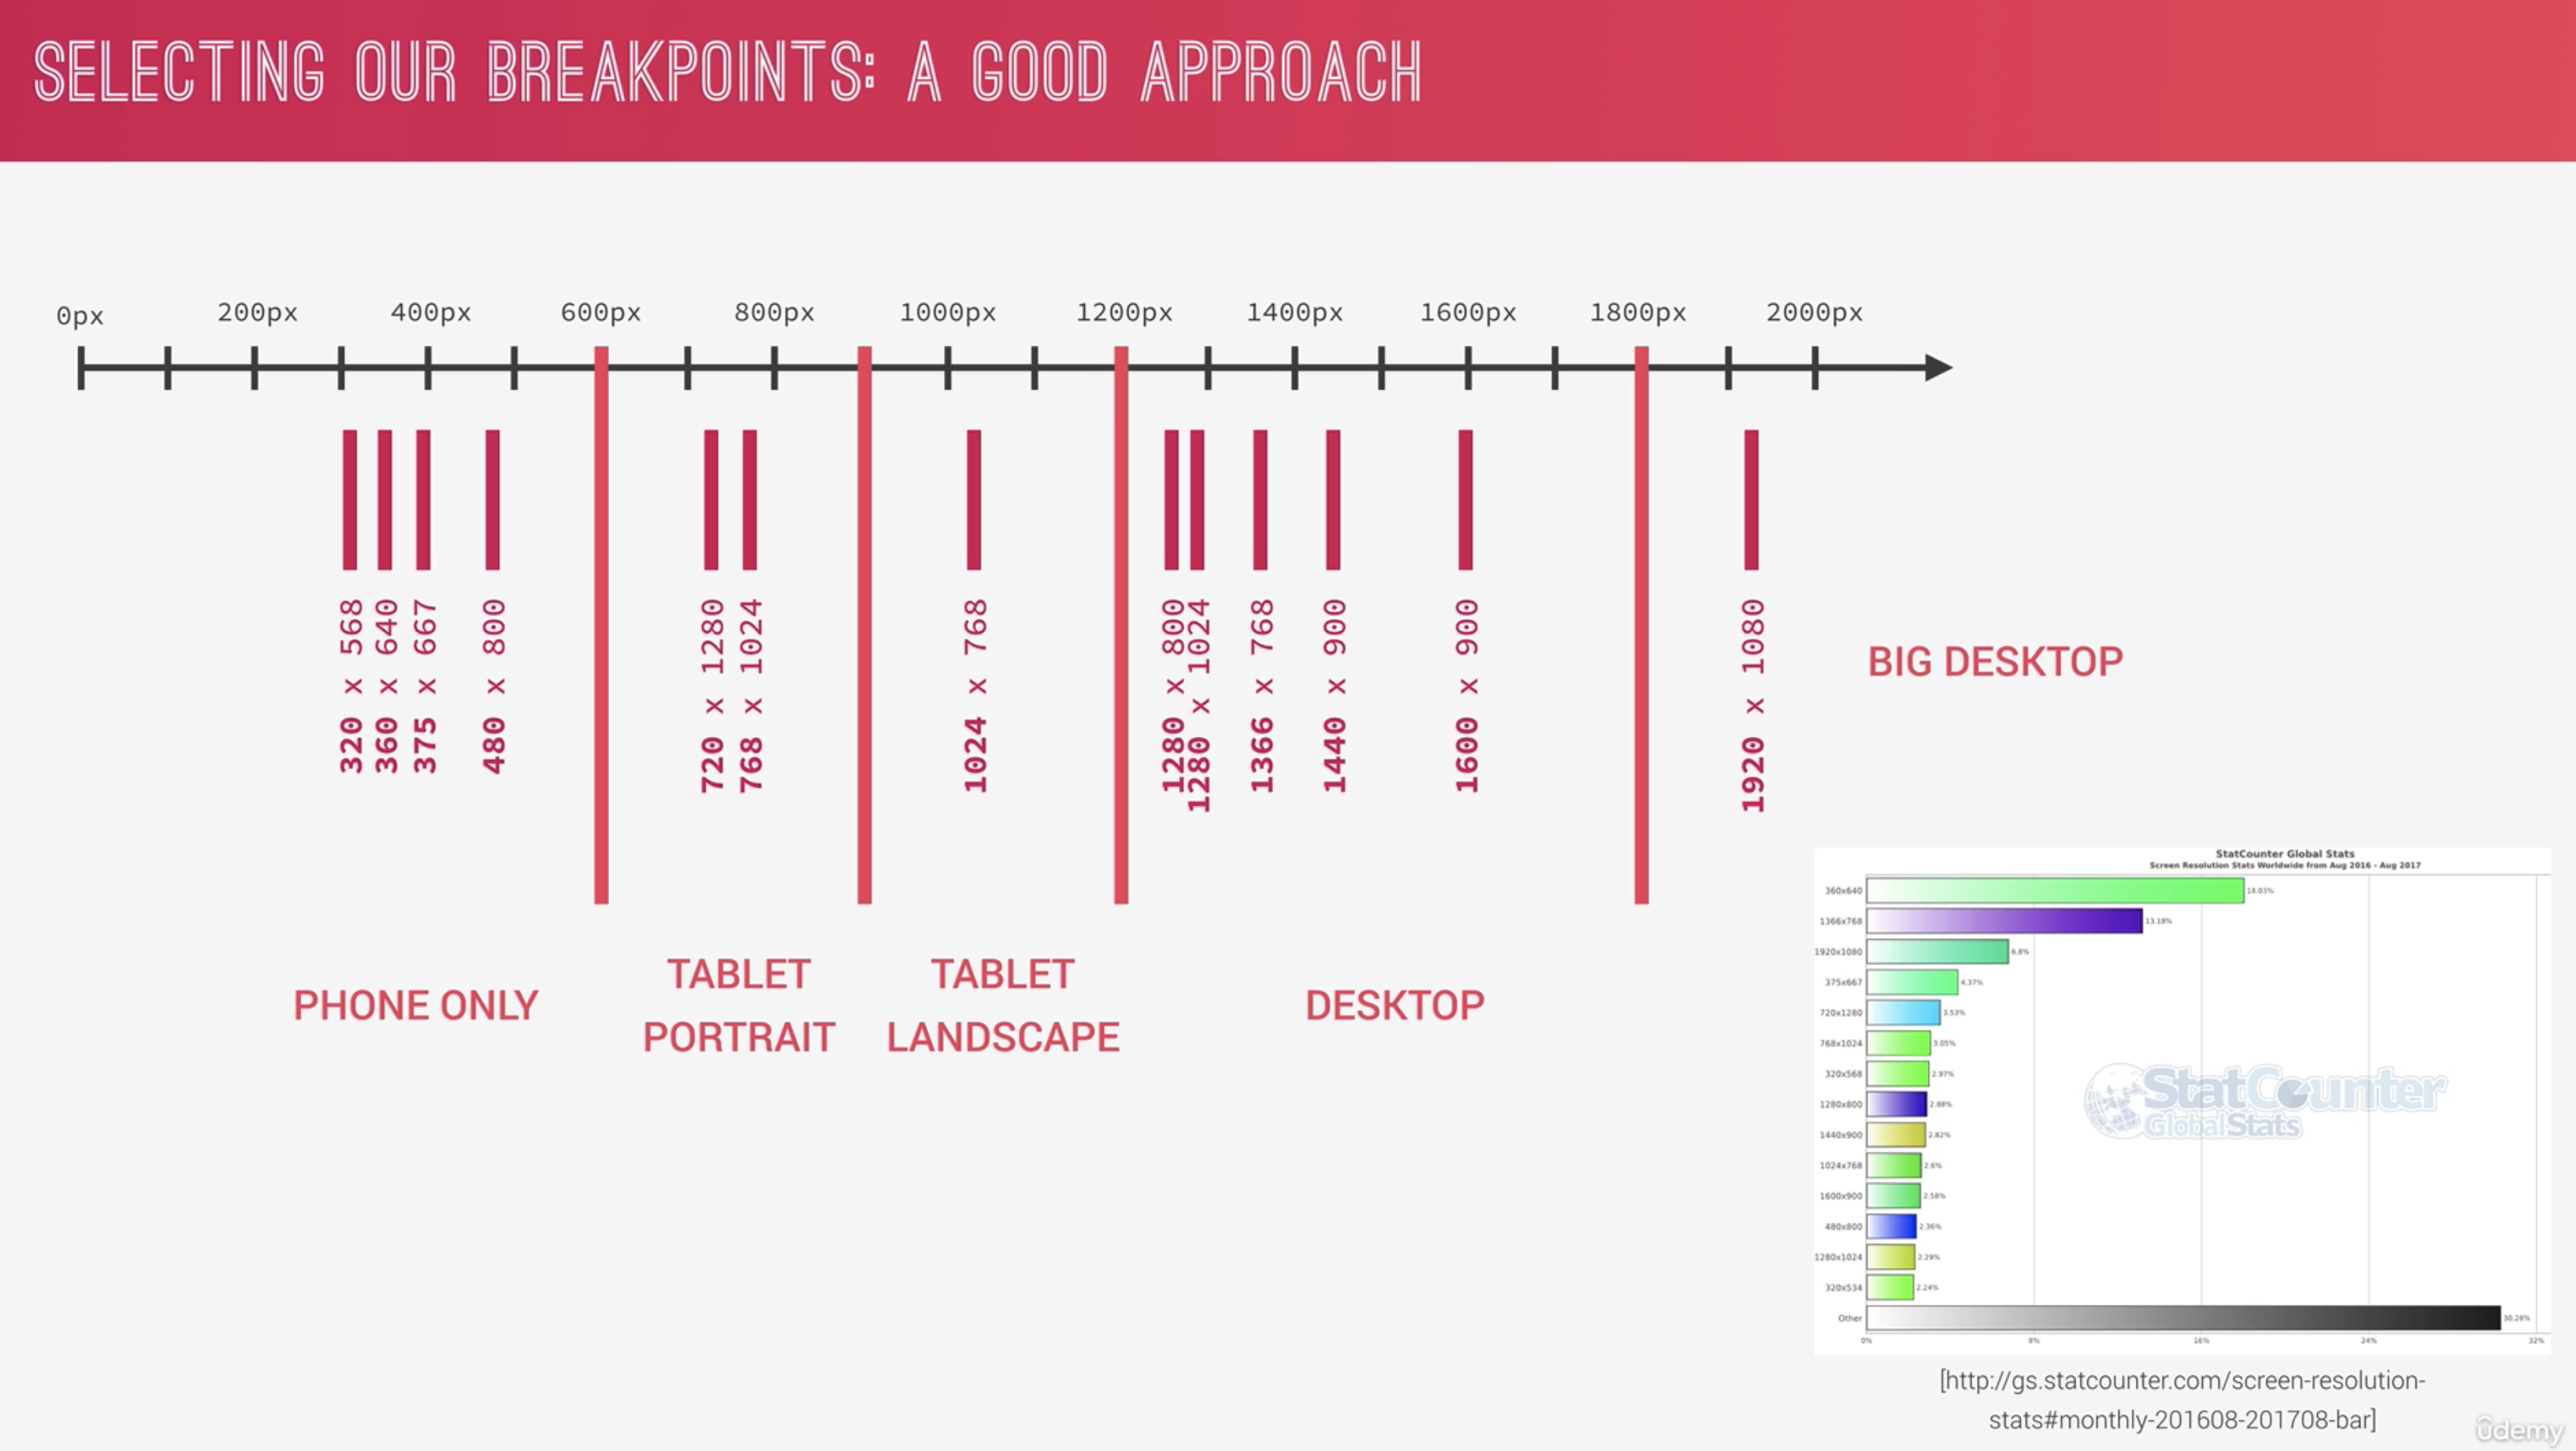 SELECTING OUR BREAKPOINTS: A GOOD APPROACH
0px 200px 400px 600px 800px 1000px 1200px 1400px 1600px 1800px 2000px
320 x 568
360 x 640
375 x 667
480 x 800
720 x 1280
768 x 1024
1024 x 768
1280 x 800
1280 x 1024
1366 x 768
1440 x 900
1600 x 900
1920 x 1080
BIG DESKTOP
PHONE ONLY
TABLET
PORTRAIT
TABLET
LANDSCAPE
DESKTOP
StatCounter Global Stats
Screen Resolution Stats Worldwide from Aug 2016 - Aug 2017
360x640 18.03%
1366x768 13.18%
1920x1080 6.8%
375x667 4.37%
720x1280 3.53%
768x1024 3.05%
320x568 2.97%
1280x800 2.88%
1440x900 2.82%
1024x768 2.6%
1600x900 2.58%
480x800 2.36%
1280x1024 2.29%
320x534 2.24%
Other 30.28%
0% 8% 16% 24% 32%
StatCounter
GlobalStats
[http://gs.statcounter.com/screen-resolution-
stats#monthly-201608-201708-bar]
ûdemy